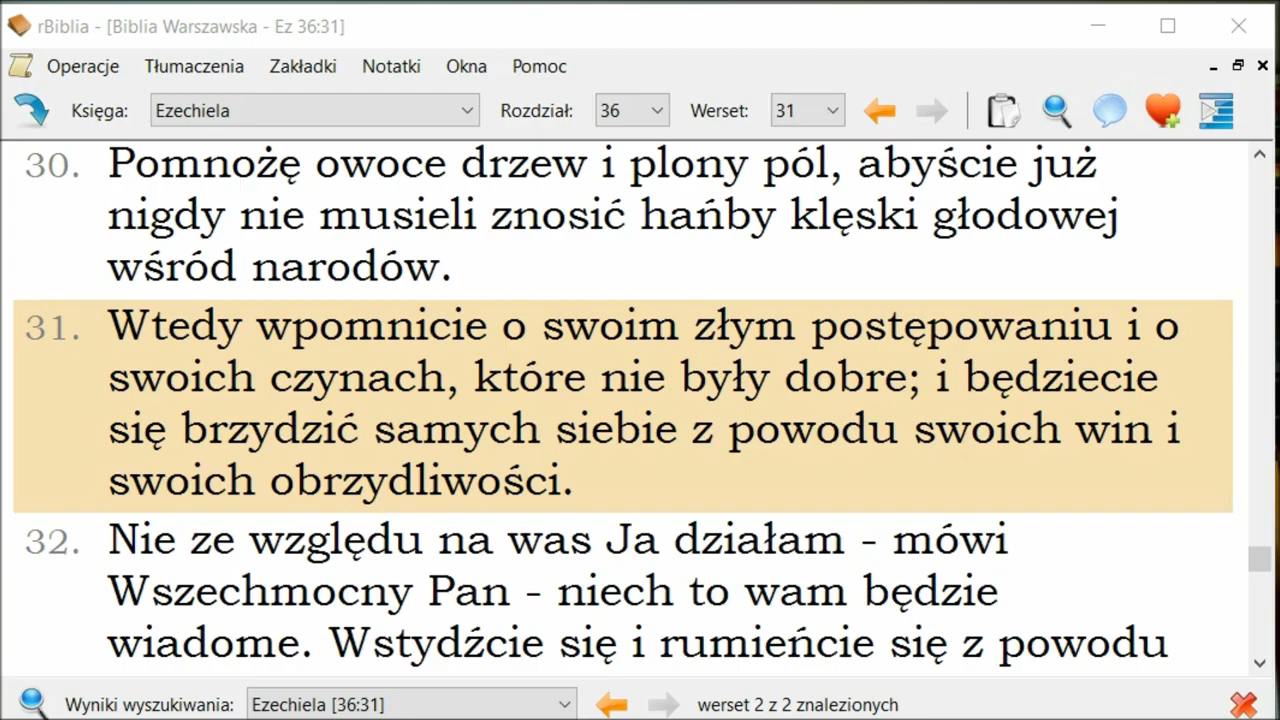 rBiblia - [Biblia Warszawska - Ez 36:31]
Operacje Tłumaczenia Zakładki Notatki Okna Pomoc
Księga: Ezechiela Rozdział: 36 Werset: 31
30. Pomnożę owoce drzew i plony pól, abyście już
nigdy nie musieli znosić hańby klęski głodowej
wśród narodów.
31. Wtedy wpomnicie o swoim złym postępowaniu i o
swoich czynach, które nie były dobre; i będziecie
się brzydzić samych siebie z powodu swoich win i
swoich obrzydliwości.
32. Nie ze względu na was Ja działam - mówi
Wszechmocny Pan - niech to wam będzie
wiadome. Wstydźcie się i rumieńcie się z powodu
Wyniki wyszukiwania: Ezechiela [36:31] werset 2 z 2 znalezionych